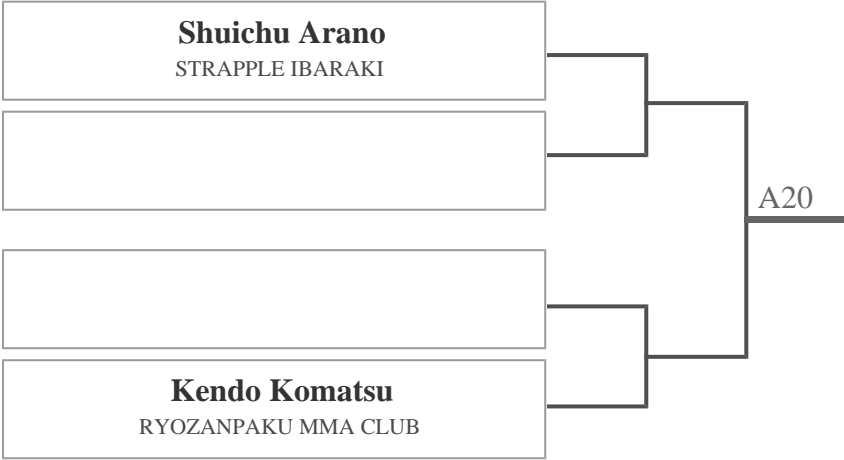 Shuichu Arano
STRAPPLE IBARAKI
A20
Kendo Komatsu
RYOZANPAKU MMA CLUB